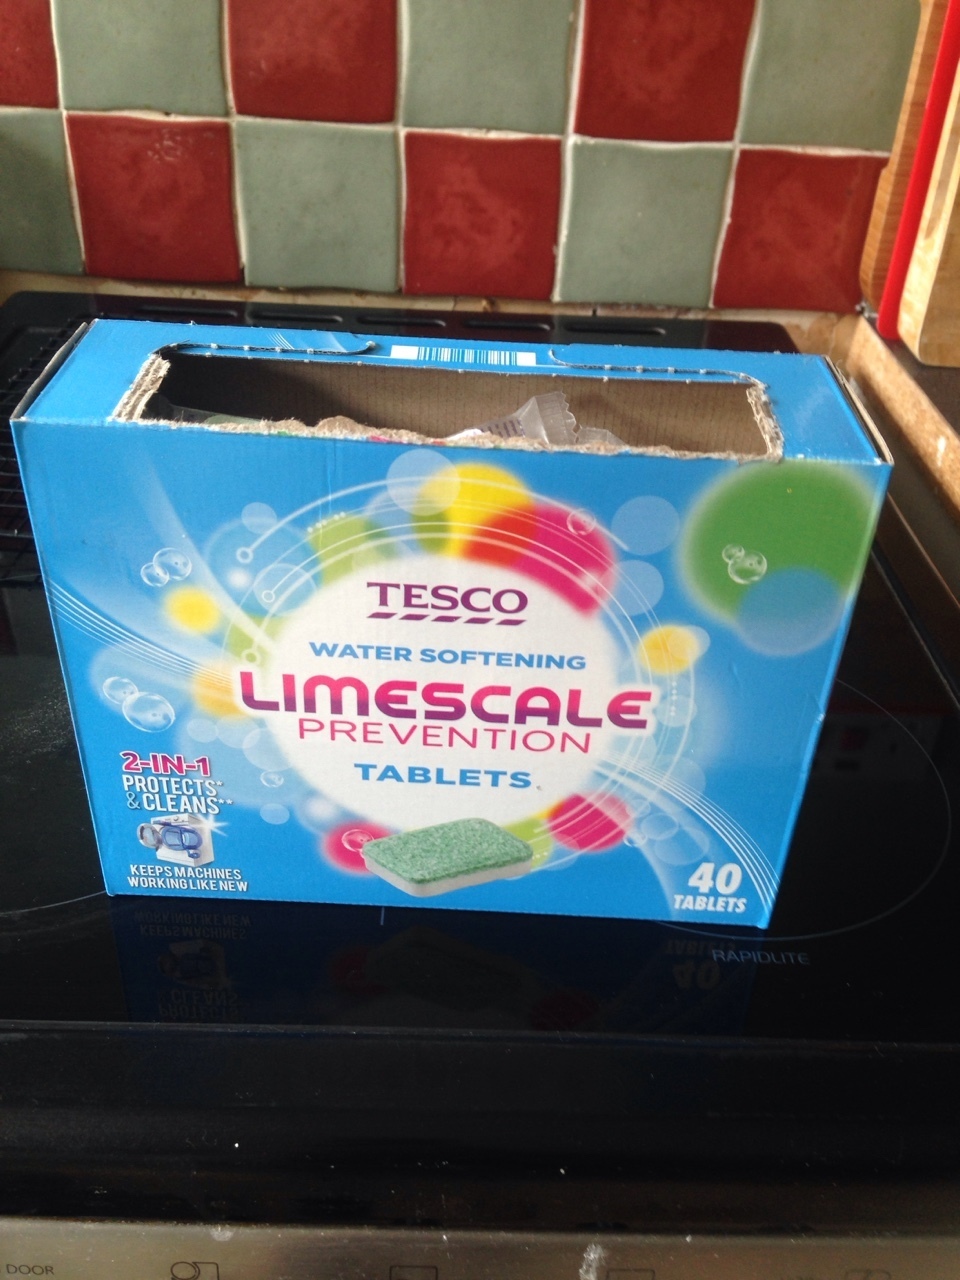 TESCO
WATER SOFTENING
LIMESCALE
PREVENTION
TABLETS
2-IN-1
PROTECTS*
& CLEANS**
KEEPS MACHINES
WORKING LIKE NEW
40
TABLETS
RAPIDLITE
DOOR